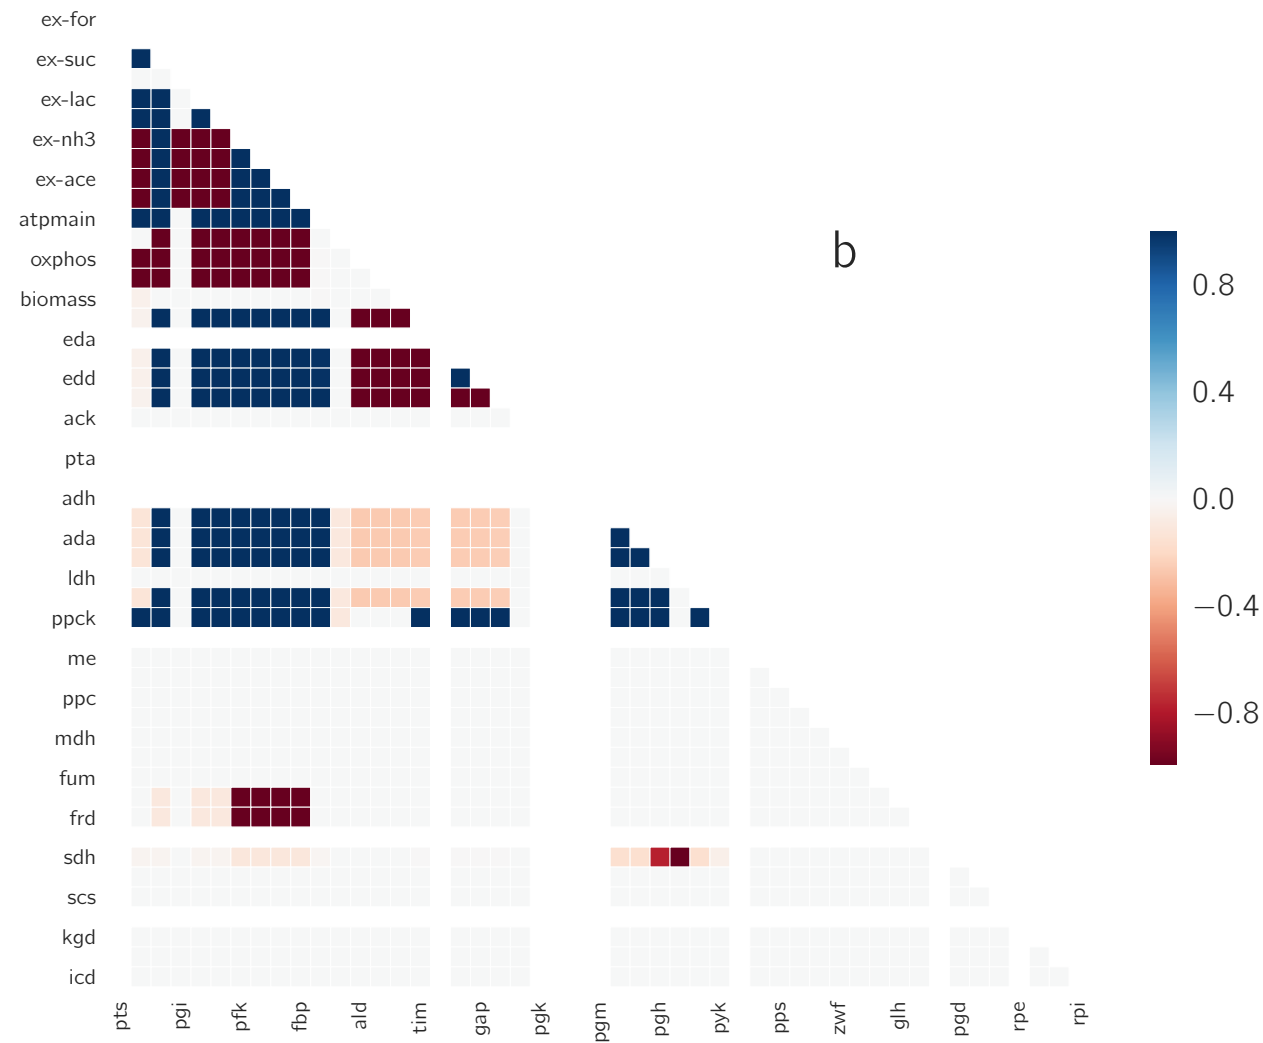 ex-for
ex-suc
ex-lac
ex-nh3
ex-ace
atpmain
oxphos
biomass
eda
edd
ack
pta
adh
ada
ldh
ppck
me
ppc
mdh
fum
frd
sdh
scs
kgd
icd
pts pgi pfk fbp ald tim gap pgk pgm pgh pyk pps zwf glh pgd rpe rpi
b
0.8
0.4
0.0
−0.4
−0.8